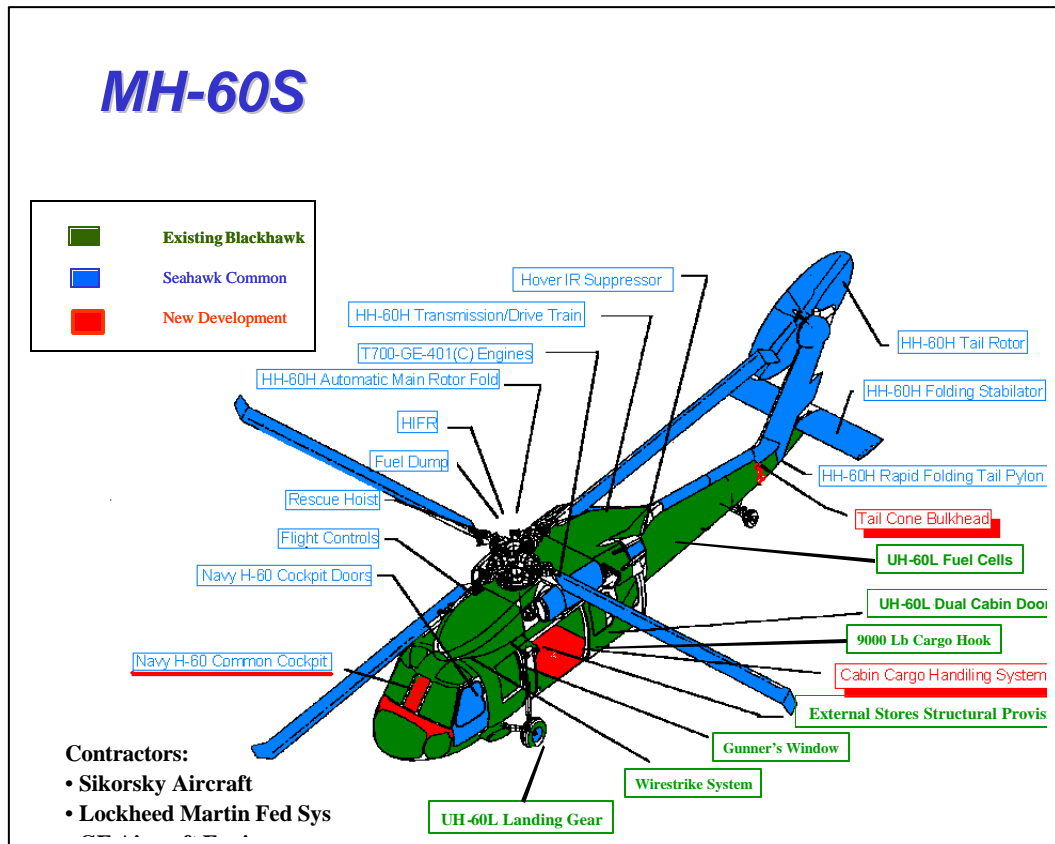 MH-60S
Existing Blackhawk
Seahawk Common
New Development
Hover IR Suppressor
HH-60H Transmission/Drive Train
T700-GE-401(C) Engines
HH-60H Automatic Main Rotor Fold
HIFR
Fuel Dump
Rescue Hoist
Flight Controls
Navy H-60 Cockpit Doors
Navy H-60 Common Cockpit
HH-60H Tail Rotor
HH-60H Folding Stabilator
HH-60H Rapid Folding Tail Pylon
Tail Cone Bulkhead
UH-60L Fuel Cells
UH-60L Dual Cabin Door
9000 Lb Cargo Hook
Cabin Cargo Handiling System
External Stores Structural Provis
Gunner's Window
Wirestrike System
UH-60L Landing Gear
Contractors:
• Sikorsky Aircraft
• Lockheed Martin Fed Sys